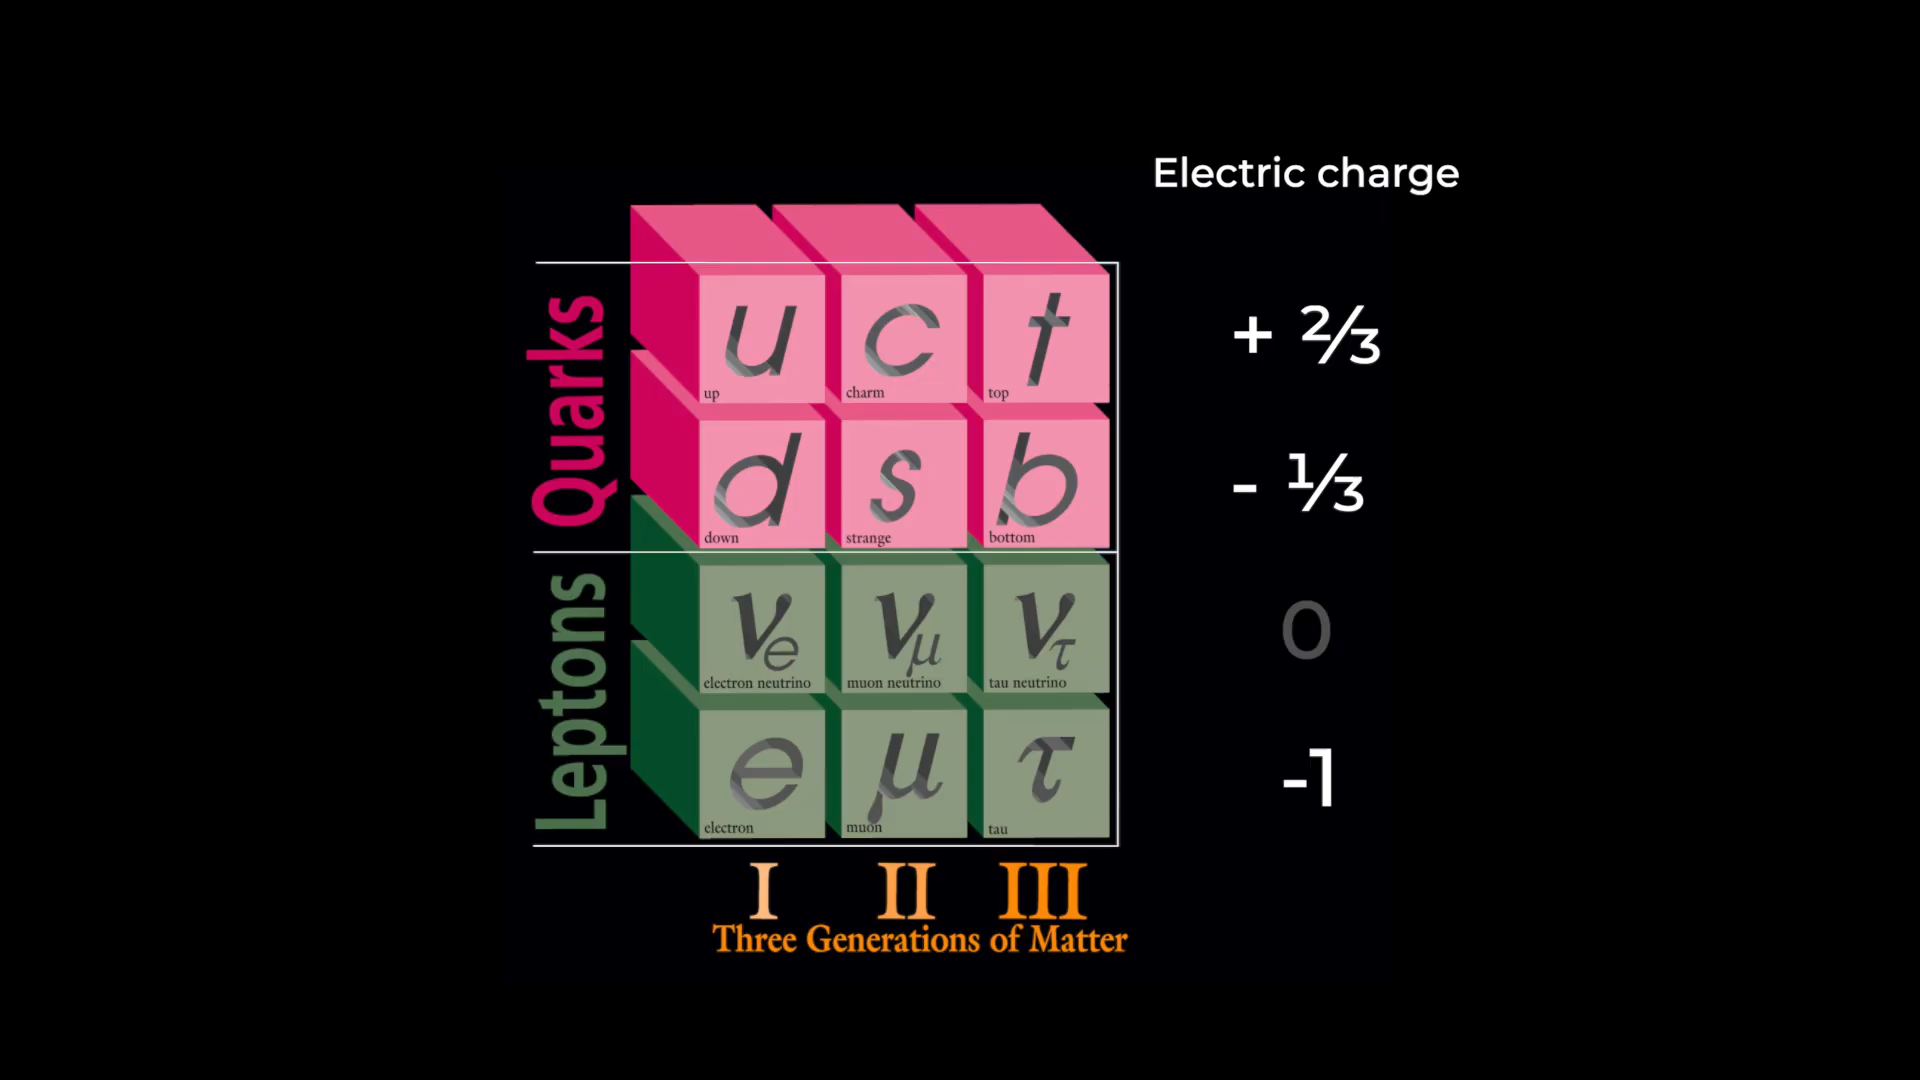 Electric charge
Quarks
u
c
t
+ ⅔
up
charm
top
d
s
b
- ⅓
down
strange
bottom
Leptons
νe
νμ
ντ
0
electron neutrino
muon neutrino
tau neutrino
e
μ
τ
-1
electron
muon
tau
I
II
III
Three Generations of Matter